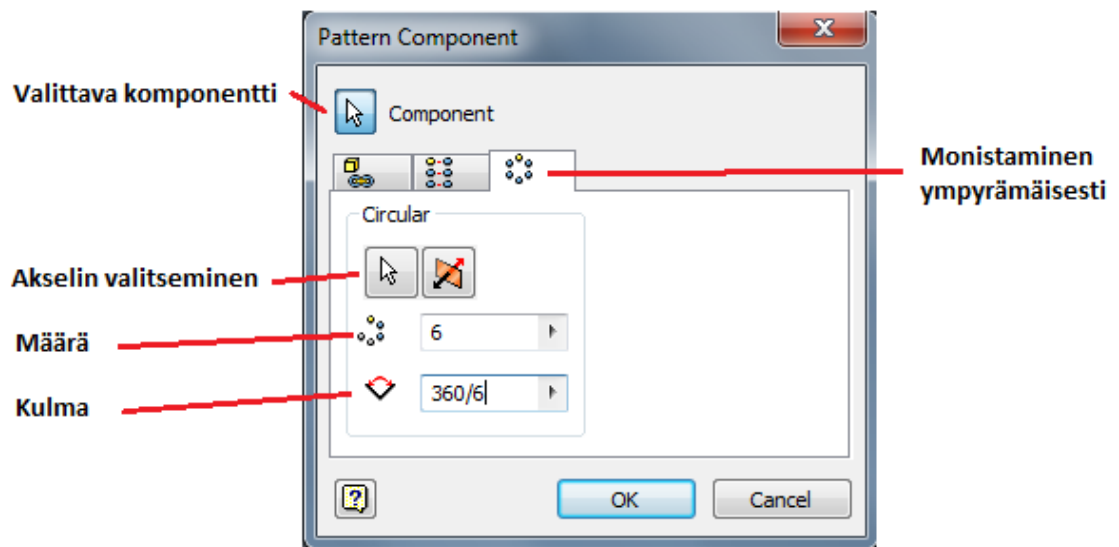 Pattern Component
Valittava komponentti
Component
Monistaminen
ympyrämäisesti
Circular
Akselin valitseminen
Määrä
6
Kulma
360/6
OK
Cancel